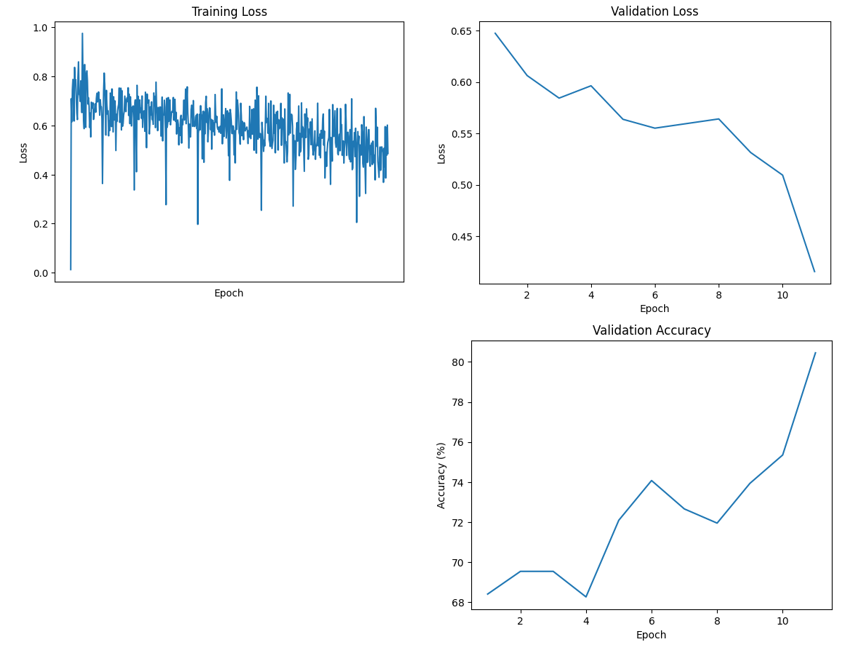 Training Loss
1.0
0.8
0.6
0.4
0.2
0.0
Loss
Epoch
Validation Loss
0.65
0.60
0.55
0.50
0.45
Loss
2 4 6 8 10
Epoch
Validation Accuracy
80
78
76
74
72
70
68
Accuracy (%)
2 4 6 8 10
Epoch